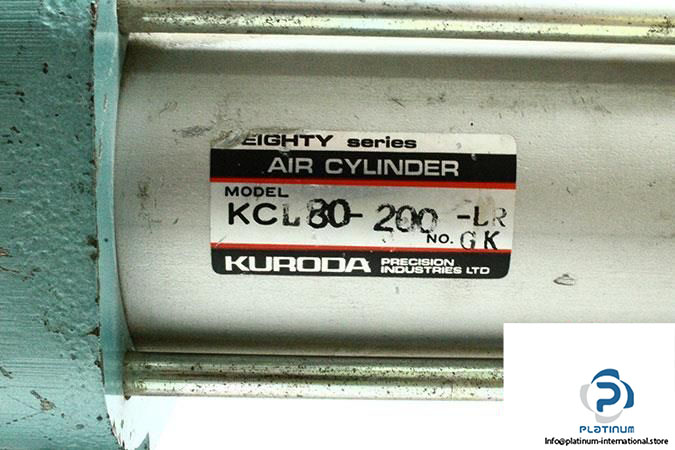 EIGHTY series
AIR CYLINDER
MODEL
KCL80-200-LR
NO. GK
KURODA PRECISION INDUSTRIES LTD
PLATINUM
Info@platinum-international.store